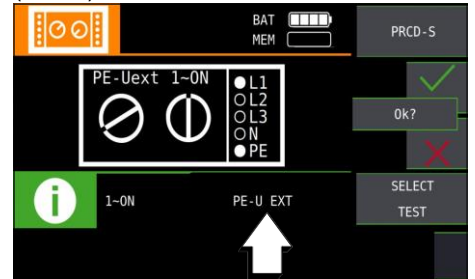 (
BAT
MEM
PRCD-S
PE-Uext 1~ON
L1
L2
L3
N
PE
Ok?
i
1~ON
PE-U EXT
SELECT
TEST